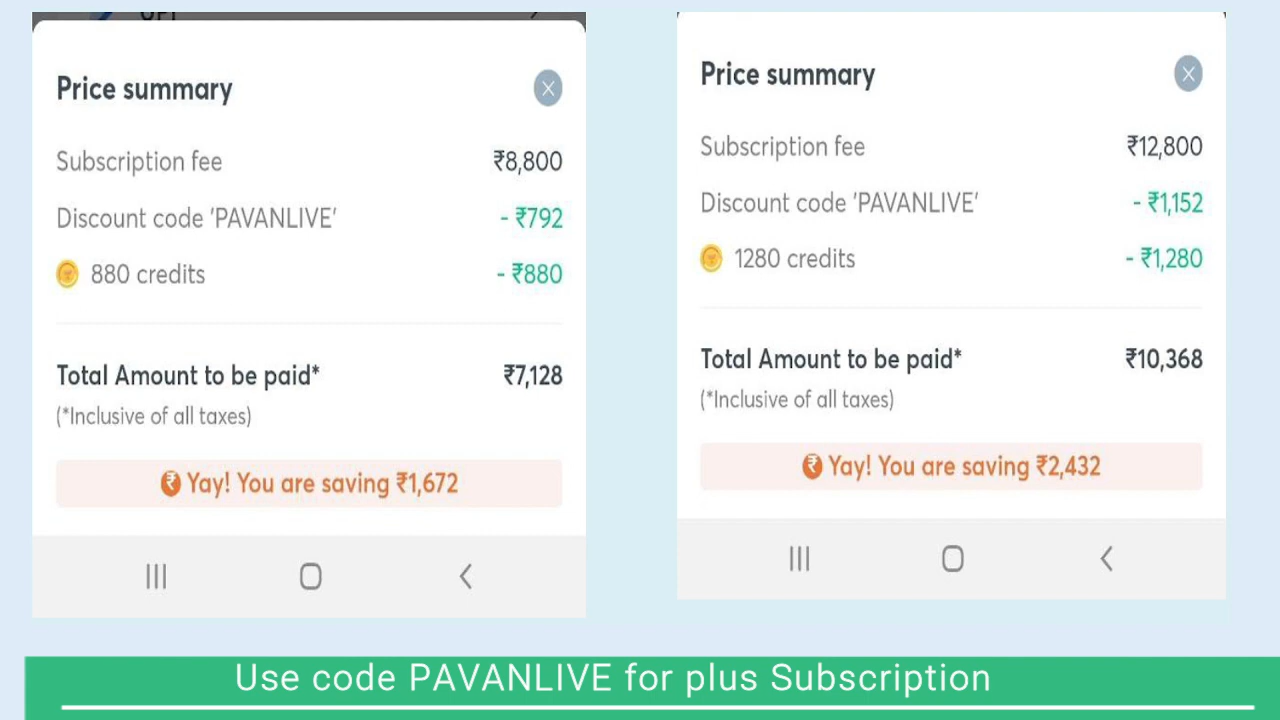 Price summary
Subscription fee ₹8,800
Discount code 'PAVANLIVE' - ₹792
880 credits - ₹880
Total Amount to be paid* ₹7,128
(*Inclusive of all taxes)
Yay! You are saving ₹1,672
Price summary
Subscription fee ₹12,800
Discount code 'PAVANLIVE' - ₹1,152
1280 credits - ₹1,280
Total Amount to be paid* ₹10,368
(*Inclusive of all taxes)
Yay! You are saving ₹2,432
Use code PAVANLIVE for plus Subscription